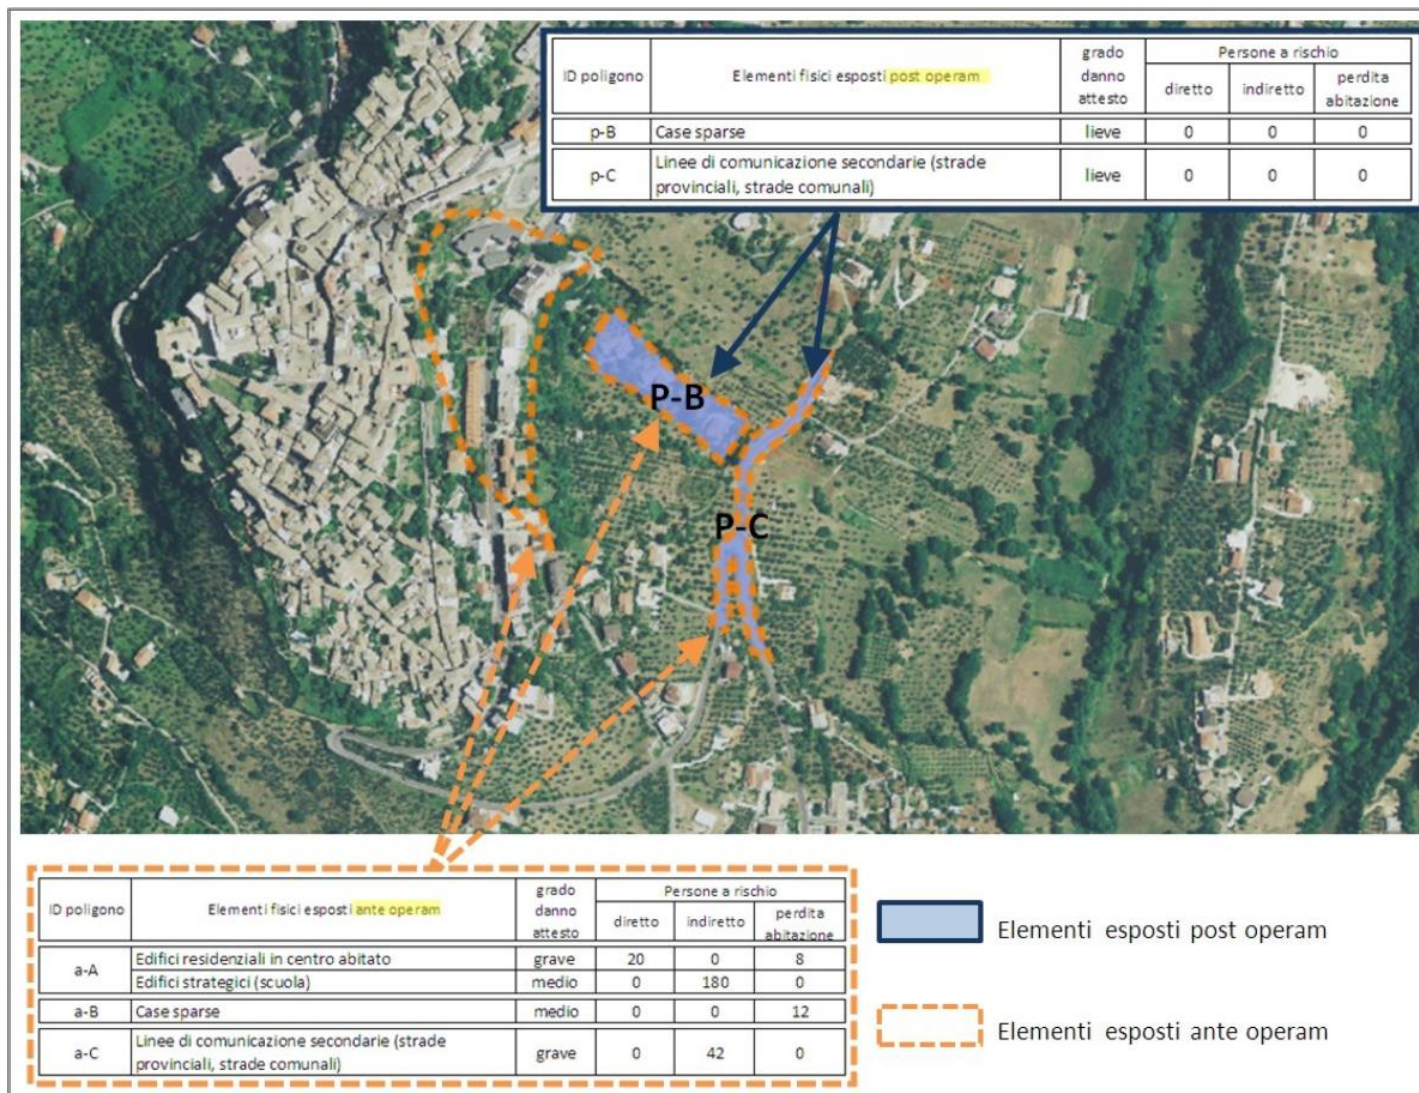 ID poligono Elementi fisici esposti post operam grado danno attesto Persone a rischio
diretto indiretto perdita abitazione
p-B Case sparse lieve 0 0 0
p-C Linee di comunicazione secondarie (strade provinciali, strade comunali) lieve 0 0 0
P-B
P-C
ID poligono Elementi fisici esposti ante operam grado danno attesto Persone a rischio
diretto indiretto perdita abitazione
a-A Edifici residenziali in centro abitato grave 20 0 8
Edifici strategici (scuola) medio 0 180 0
a-B Case sparse medio 0 0 12
a-C Linee di comunicazione secondarie (strade provinciali, strade comunali) grave 0 42 0
Elementi esposti post operam
Elementi esposti ante operam